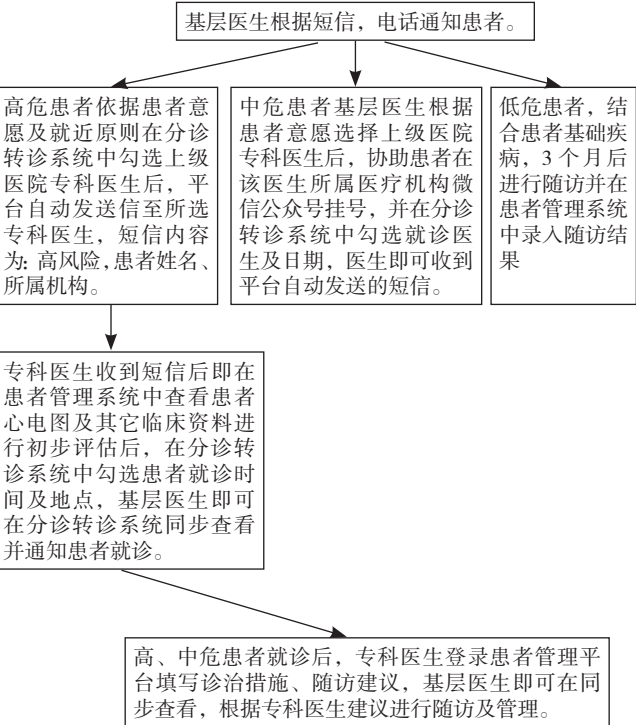 基层医生根据短信，电话通知患者。
高危患者依据患者意
愿及就近原则在分诊
转诊系统中勾选上级
医院专科医生后，平
台自动发送信至所选
专科医生，短信内容
为：高风险，患者姓名、
所属机构。
中危患者基层医生根据
患者意愿选择上级医院
专科医生后，协助患者在
该医生所属医疗机构微
信公众号挂号，并在分诊
转诊系统中勾选就诊医
生及日期，医生即可收到
平台自动发送的短信。
低危患者，结
合患者基础疾
病，3个月后
进行随访并在
患者管理系统
中录入随访结
果
专科医生收到短信后即在
患者管理系统中查看患者
心电图及其它临床资料进
行初步评估后，在分诊转
诊系统中勾选患者就诊时
间及地点，基层医生即可
在分诊转诊系统同步查看
并通知患者就诊。
高、中危患者就诊后，专科医生登录患者管理平
台填写诊治措施、随访建议，基层医生即可在同
步查看，根据专科医生建议进行随访及管理。